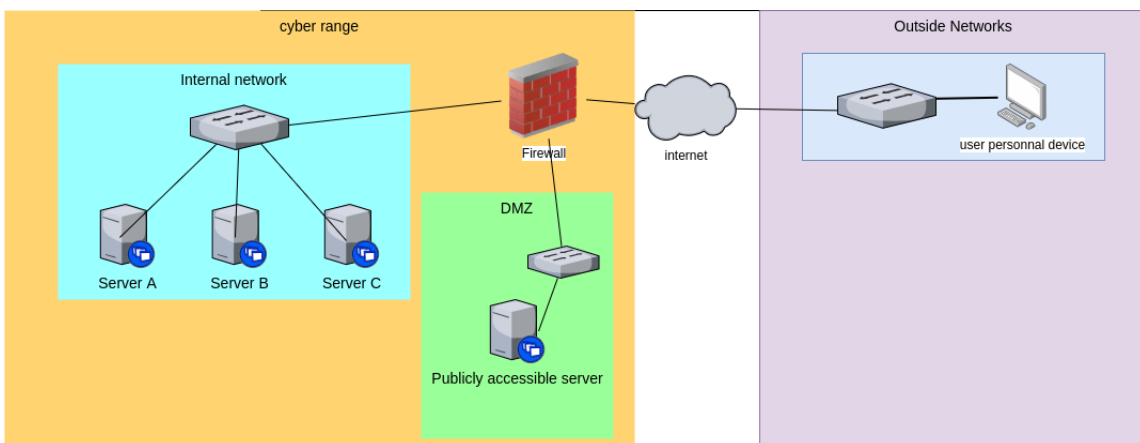 cyber range
Outside Networks
Internal network
Firewall
internet
user personnal device
DMZ
Server A
Server B
Server C
Publicly accessible server